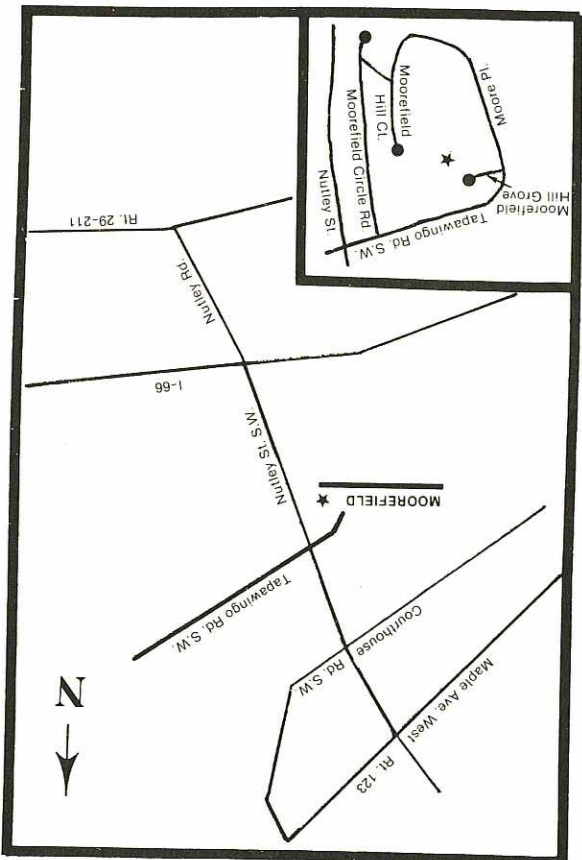 N
Rt. 123
Maple Ave. West
Courthouse
Rd. S.W.
Tapawingo Rd. S.W.
MOOREFIELD
Nutley St. S.W.
I-66
Nutley Rd.
Rt. 29-211
Tapawingo Rd. S.W.
Moorefield
Hill Grove
Moore Pl.
Moorefield
Hill Ct.
Moorefield Circle Rd
Nutley St.